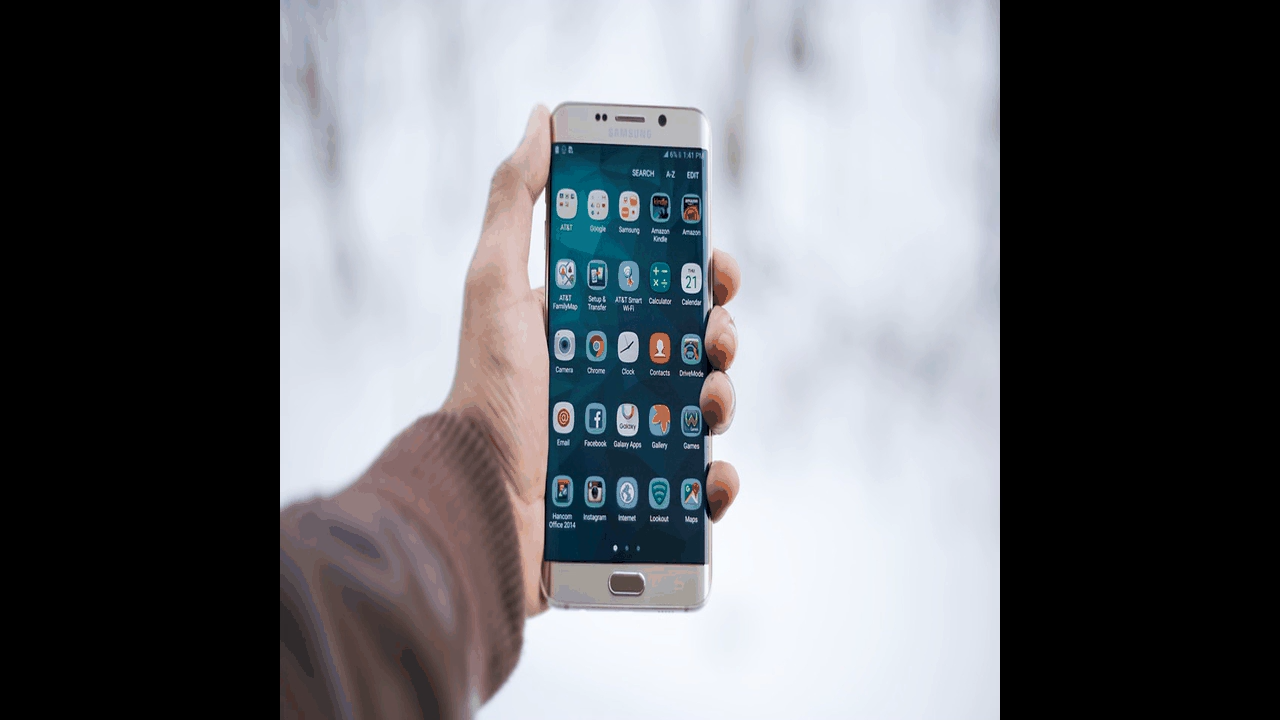 SAMSUNG
6% 1:41 PM
SEARCH A-Z EDIT
AT&T Google Samsung Amazon Kindle Amazon
AT&T FamilyMap Setup & Transfer AT&T Smart Wi-Fi Calculator Calendar
THU
21
Camera Chrome Clock Contacts DriveMode
Email Facebook Galaxy Apps Gallery Games
Hancom Office 2014 Instagram Internet Lookout Maps